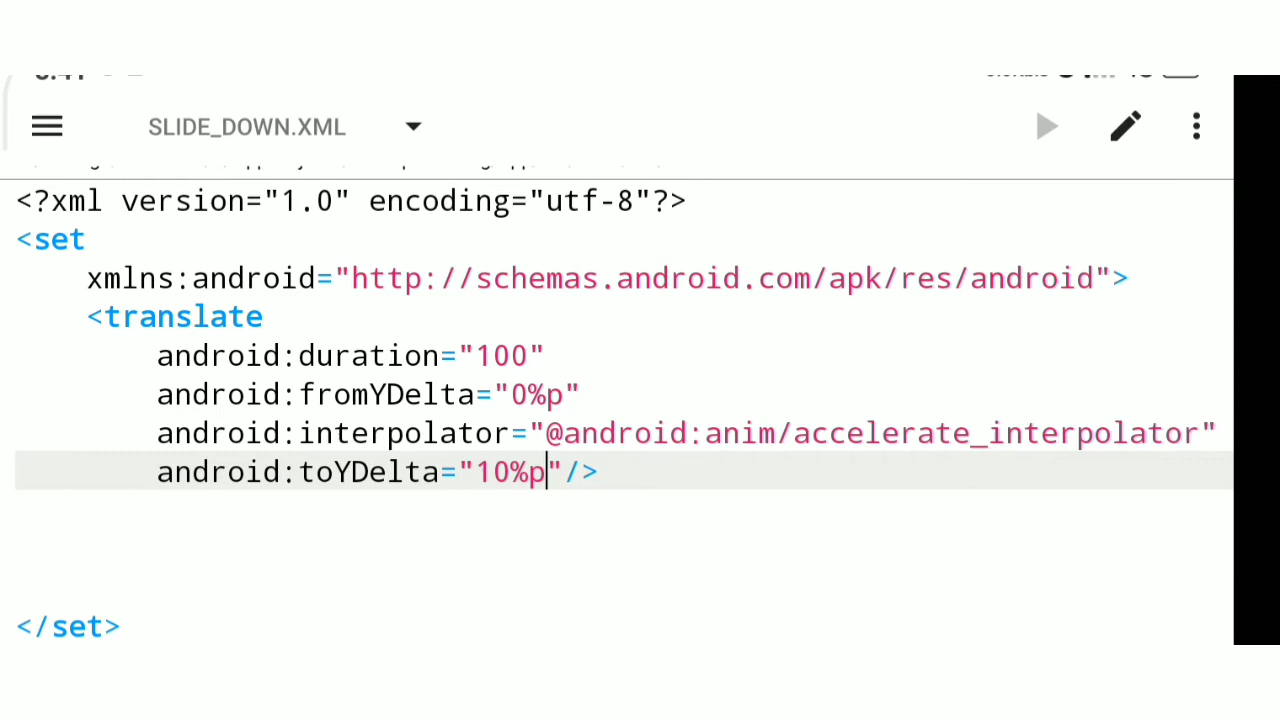 SLIDE_DOWN.XML
<?xml version="1.0" encoding="utf-8"?>
<set
xmlns:android="http://schemas.android.com/apk/res/android">
<translate
android:duration="100"
android:fromYDelta="0%p"
android:interpolator="@android:anim/accelerate_interpolator"
android:toYDelta="10%p"/>
</set>